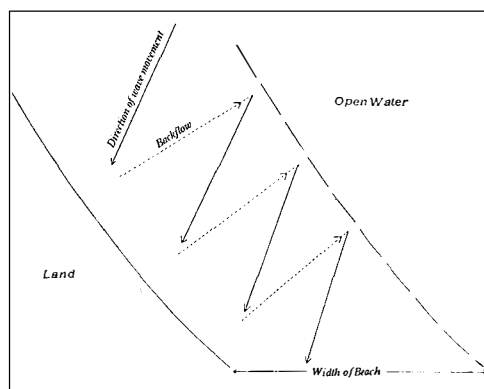 Direction of wave movement
Open Water
Backflow
Land
Width of Beach